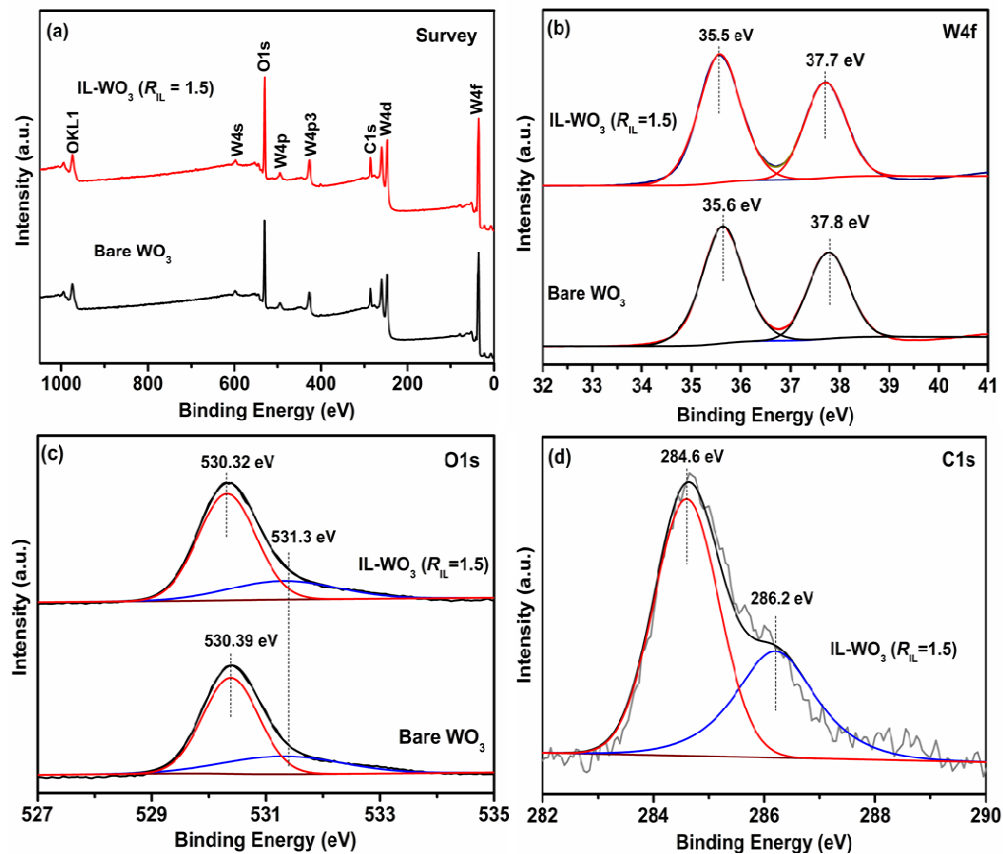 (a)
Survey
IL-WO₃ (R_IL = 1.5)
OKL1
W4s
O1s
W4p
W4p3
C1s
W4d
W4f
Bare WO₃
Intensity (a.u.)
1000 800 600 400 200 0
Binding Energy (eV)
(b)
W4f
35.5 eV
37.7 eV
IL-WO₃ (R_IL=1.5)
35.6 eV
37.8 eV
Bare WO₃
Intensity (a.u.)
32 33 34 35 36 37 38 39 40 41
Binding Energy (eV)
(c)
O1s
530.32 eV
531.3 eV
IL-WO₃ (R_IL=1.5)
530.39 eV
Bare WO₃
Intensity (a.u.)
527 529 531 533 535
Binding Energy (eV)
(d)
C1s
284.6 eV
286.2 eV
IL-WO₃ (R_IL=1.5)
Intensity (a.u.)
282 284 286 288 290
Binding Energy (eV)